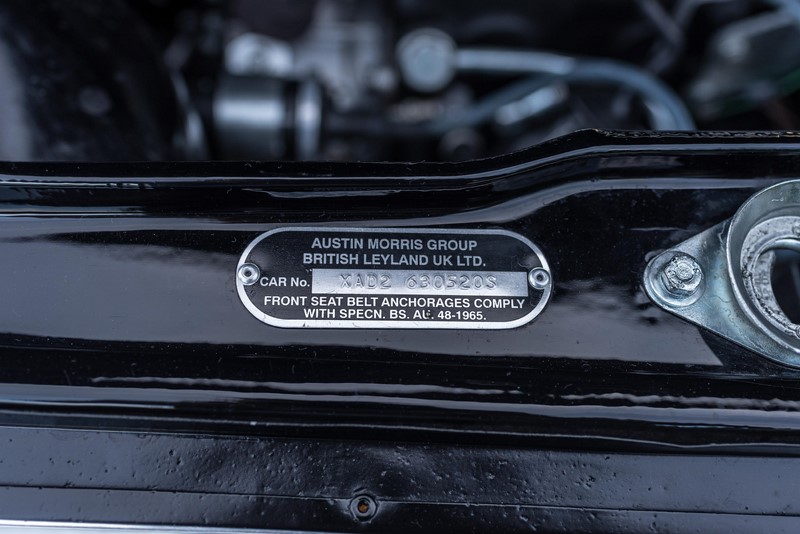 AUSTIN MORRIS GROUP
BRITISH LEYLAND UK LTD.
CAR No. XAD2 630520S
FRONT SEAT BELT ANCHORAGES COMPLY
WITH SPECN. BS. AU. 48-1965.